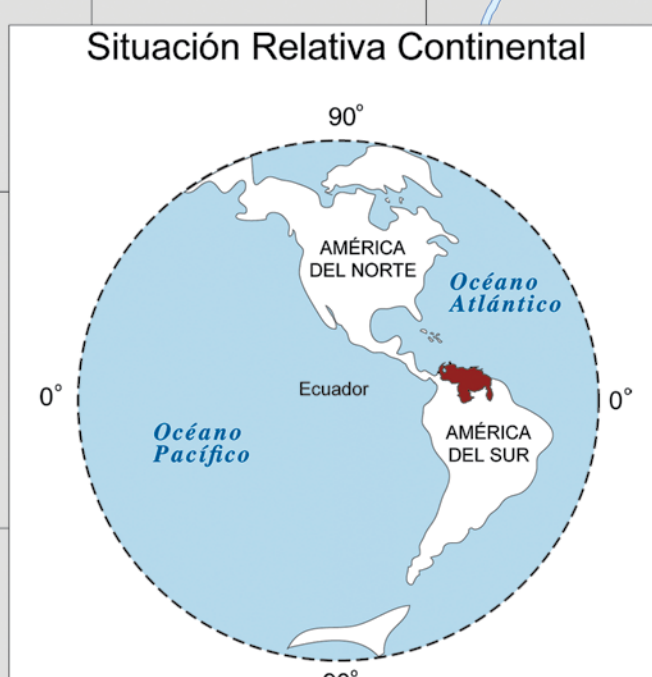 Situación Relativa Continental
90°
AMÉRICA
DEL NORTE
Océano
Atlántico
0°
Ecuador
0°
Océano
Pacífico
AMÉRICA
DEL SUR